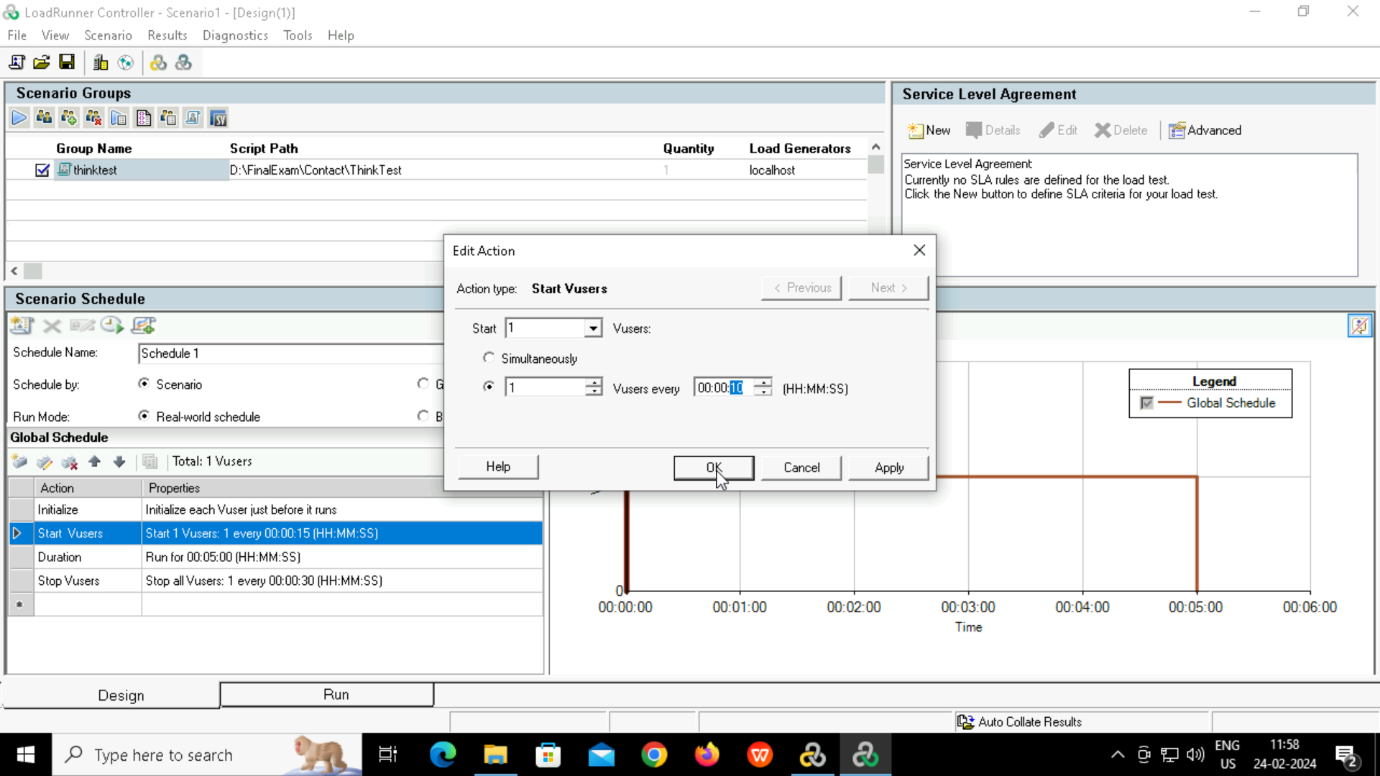 LoadRunner Controller - Scenario1 - [Design(1)]
File View Scenario Results Diagnostics Tools Help
Scenario Groups
Group Name Script Path Quantity Load Generators
thinktest D:\FinalExam\Contact\ThinkTest 1 localhost
Service Level Agreement
New Details Edit Delete Advanced
Service Level Agreement
Currently no SLA rules are defined for the load test.
Click the New button to define SLA criteria for your load test.
Scenario Schedule
Schedule Name: Schedule 1
Schedule by: Scenario
Run Mode: Real-world schedule
Global Schedule
Total: 1 Vusers
Action Properties
Initialize Initialize each Vuser just before it runs
Start Vusers Start 1 Vusers: 1 every 00:00:15 (HH:MM:SS)
Duration Run for 00:05:00 (HH:MM:SS)
Stop Vusers Stop all Vusers: 1 every 00:00:30 (HH:MM:SS)
Edit Action
Action type: Start Vusers < Previous Next >
Start 1 Vusers:
Simultaneously
1 Vusers every 00:00:10 (HH:MM:SS)
Help OK Cancel Apply
Legend
Global Schedule
0
00:00:00 00:01:00 00:02:00 00:03:00 00:04:00 00:05:00 00:06:00
Time
Design Run
Auto Collate Results
Type here to search
ENG
US
11:58
24-02-2024
2